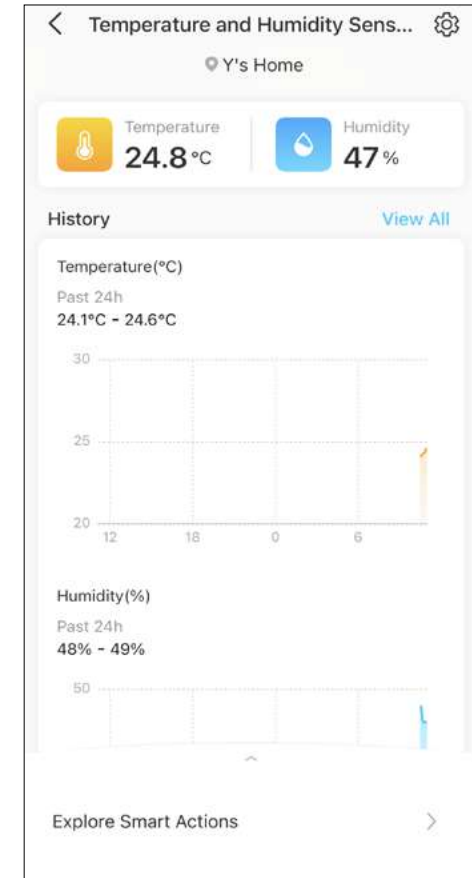 Temperature and Humidity Sens...
Y's Home
Temperature Humidity
24.8 °C 47 %
History View All
Temperature(°C)
Past 24h
24.1°C - 24.6°C
30
25
20
12 18 0 6
Humidity(%)
Past 24h
48% - 49%
50
Explore Smart Actions